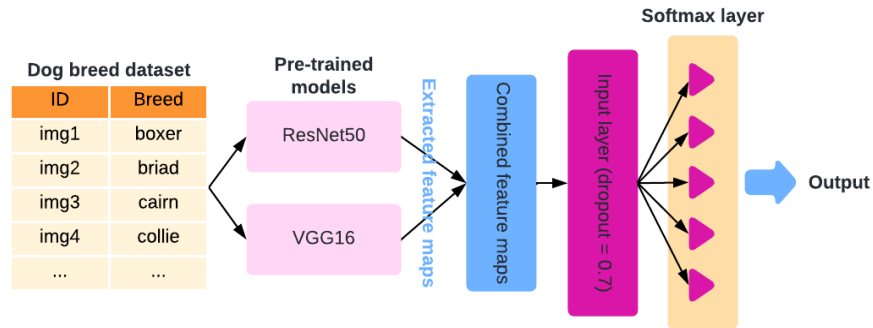 Softmax layer
Dog breed dataset
ID Breed
img1 boxer
img2 briad
img3 cairn
img4 collie
... ...
Pre-trained
models
ResNet50
VGG16
Extracted feature maps
Combined feature maps
Input layer (dropout = 0.7)
Output